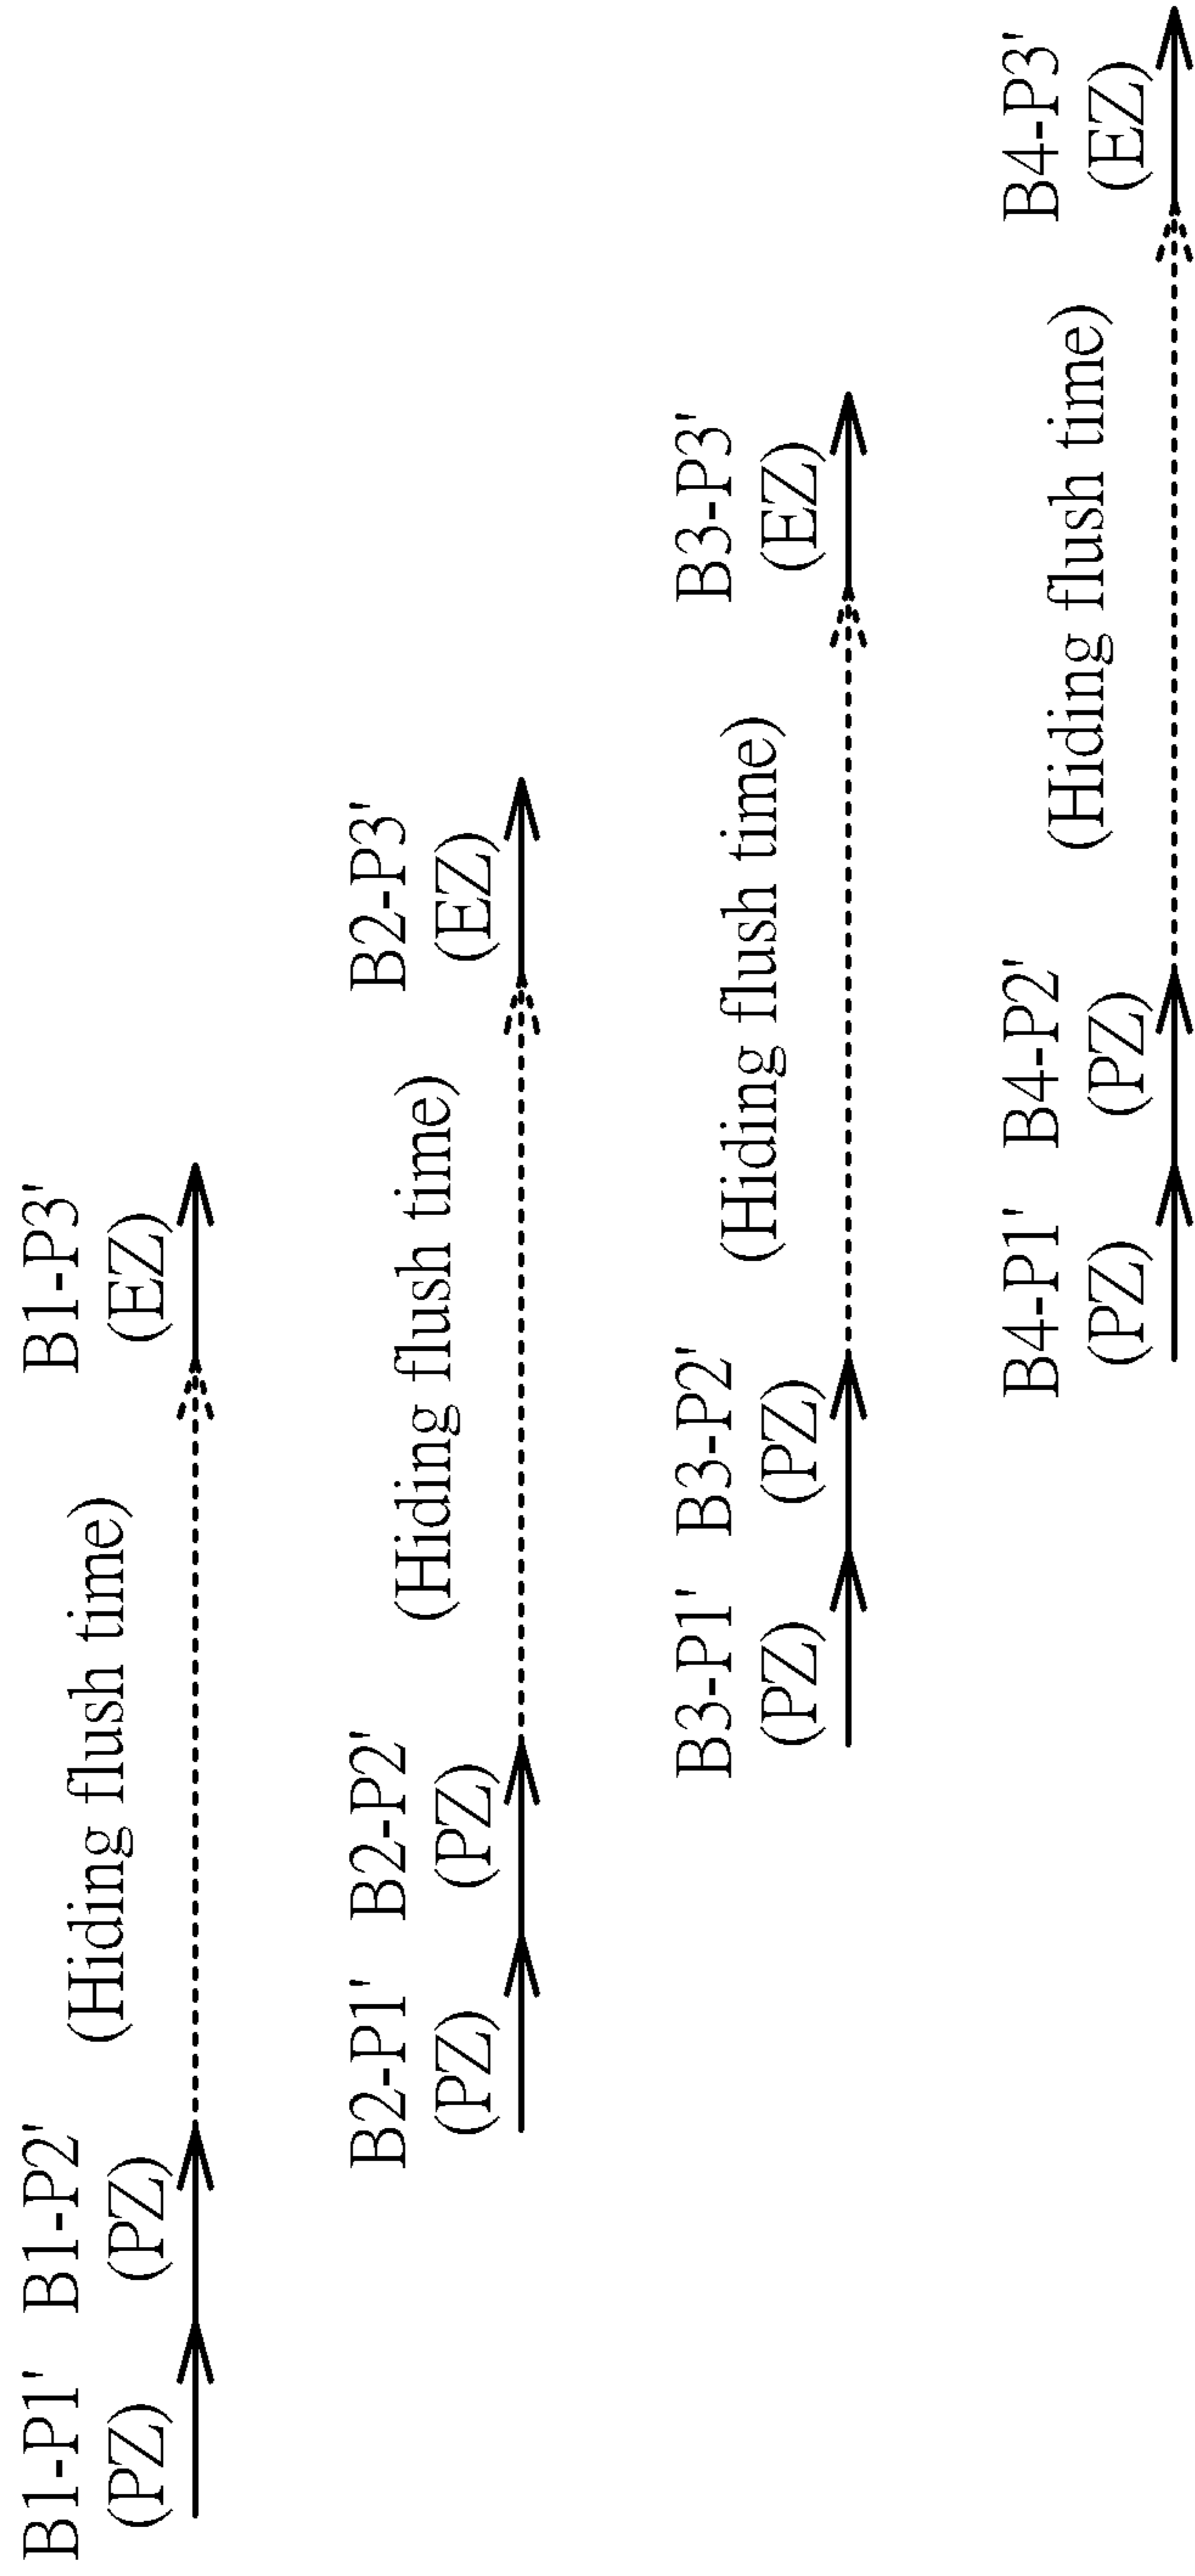 B1-P1' B1-P2' B1-P3'
(PZ) (PZ) (Hiding flush time) (EZ)
B2-P1' B2-P2' B2-P3'
(PZ) (PZ) (Hiding flush time) (EZ)
B3-P1' B3-P2' B3-P3'
(PZ) (PZ) (Hiding flush time) (EZ)
B4-P1' B4-P2' B4-P3'
(PZ) (PZ) (Hiding flush time) (EZ)